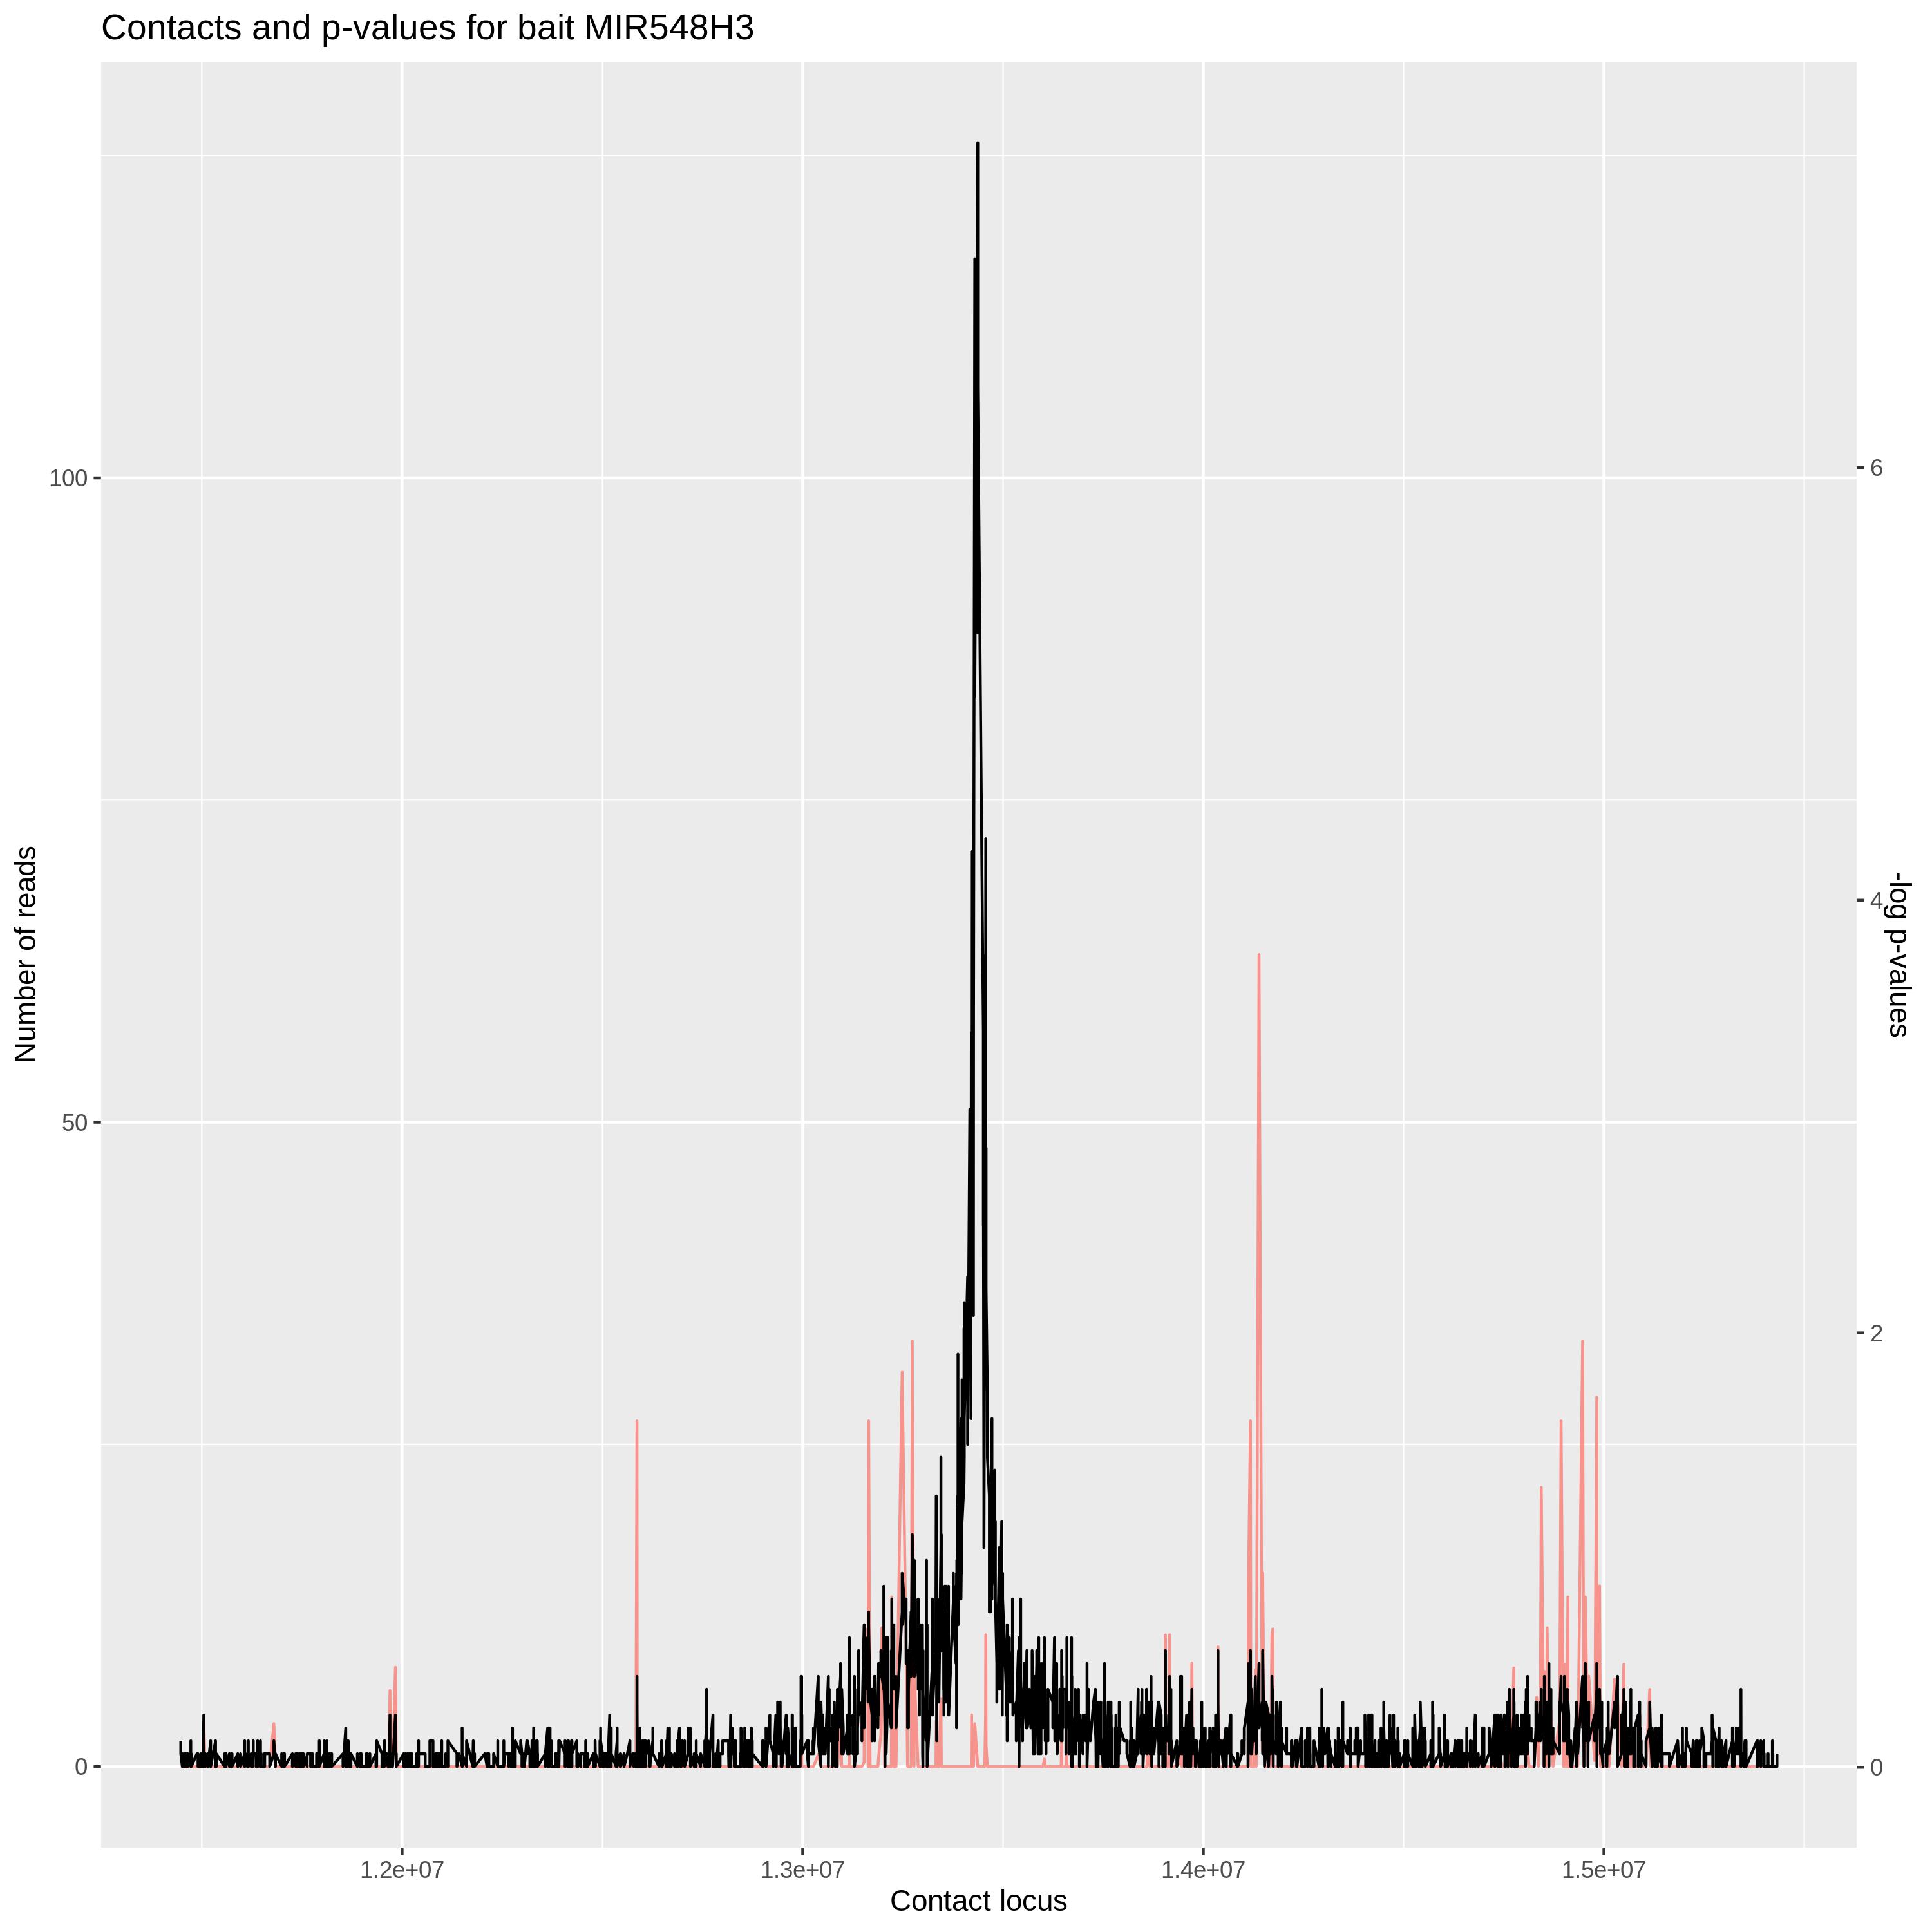 Contacts and p-values for bait MIR548H3
100
50
0
Number of reads
6
4
2
0
-log p-values
1.2e+07
1.3e+07
1.4e+07
1.5e+07
Contact locus